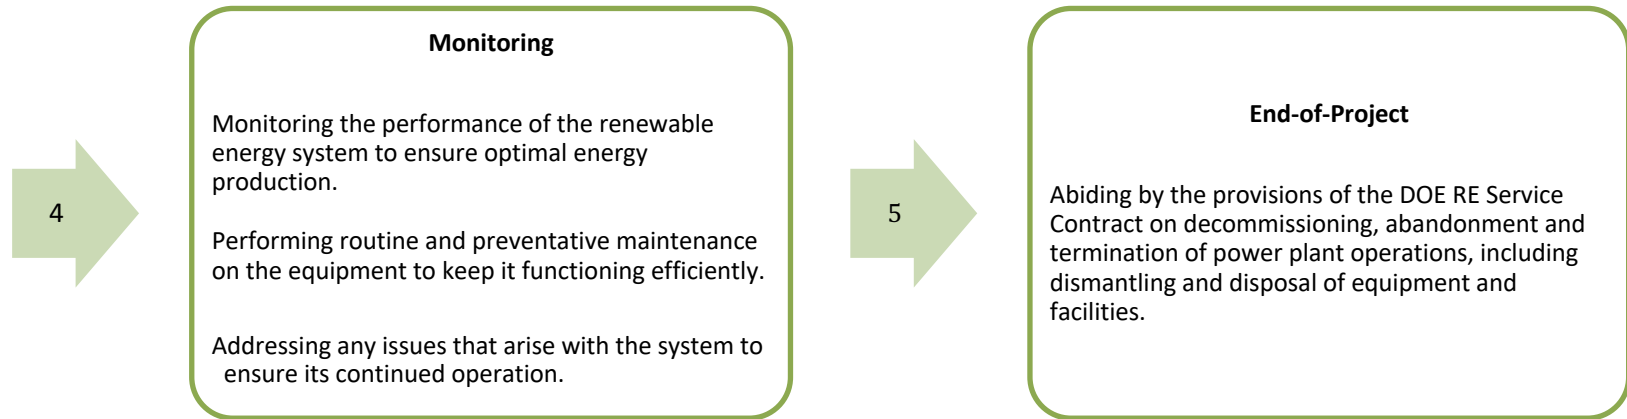 4
Monitoring
Monitoring the performance of the renewable
energy system to ensure optimal energy
production.
Performing routine and preventative maintenance
on the equipment to keep it functioning efficiently.
Addressing any issues that arise with the system to
ensure its continued operation.
5
End-of-Project
Abiding by the provisions of the DOE RE Service
Contract on decommissioning, abandonment and
termination of power plant operations, including
dismantling and disposal of equipment and
facilities.